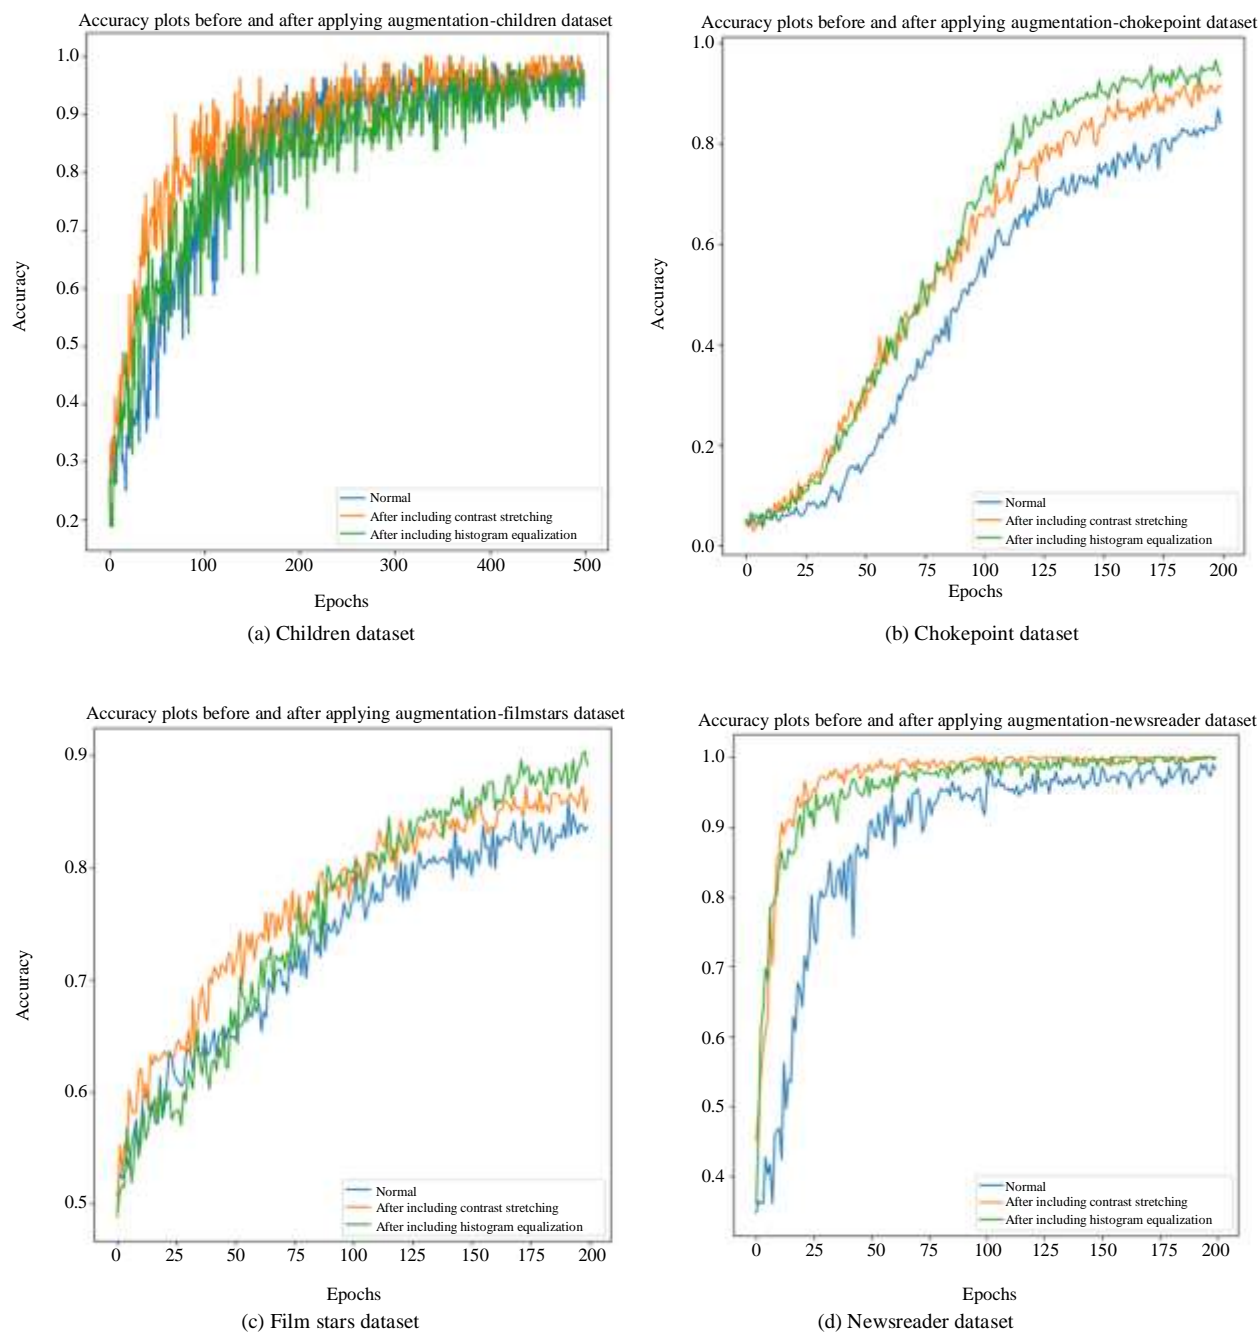 Accuracy plots before and after applying augmentation-children dataset
1.0
0.9
0.8
0.7
0.6
0.5
0.4
0.3
0.2
Accuracy
Normal
After including contrast stretching
After including histogram equalization
0 100 200 300 400 500
Epochs
(a) Children dataset
Accuracy plots before and after applying augmentation-chokepoint dataset
1.0
0.8
0.6
0.4
0.2
0.0
Accuracy
Normal
After including contrast stretching
After including histogram equalization
0 25 50 75 100 125 150 175 200
Epochs
(b) Chokepoint dataset
Accuracy plots before and after applying augmentation-filmstars dataset
0.9
0.8
0.7
0.6
0.5
Accuracy
Normal
After including contrast stretching
After including histogram equalization
0 25 50 75 100 125 150 175 200
Epochs
(c) Film stars dataset
Accuracy plots before and after applying augmentation-newsreader dataset
1.0
0.9
0.8
0.7
0.6
0.5
0.4
Normal
After including contrast stretching
After including histogram equalization
0 25 50 75 100 125 150 175 200
Epochs
(d) Newsreader dataset